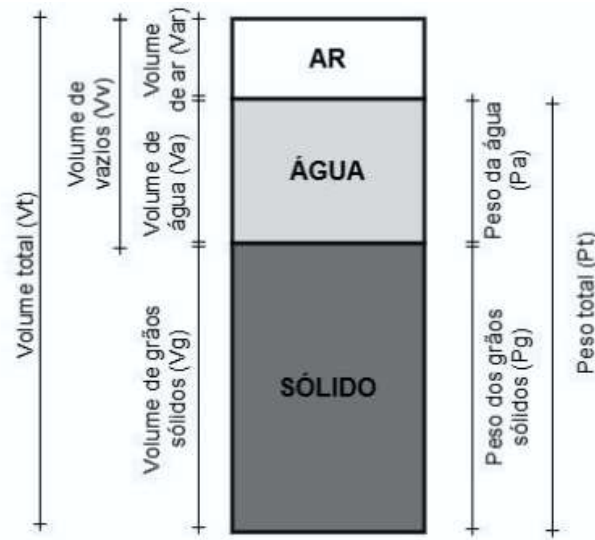 Volume total (Vt)
Volume de
vazios (Vv)
Volume
de ar (Var)
Volume de
água (Va)
Volume de grãos
sólidos (Vg)
AR
ÁGUA
SÓLIDO
Peso da água
(Pa)
Peso dos grãos
sólidos (Pg)
Peso total (Pt)